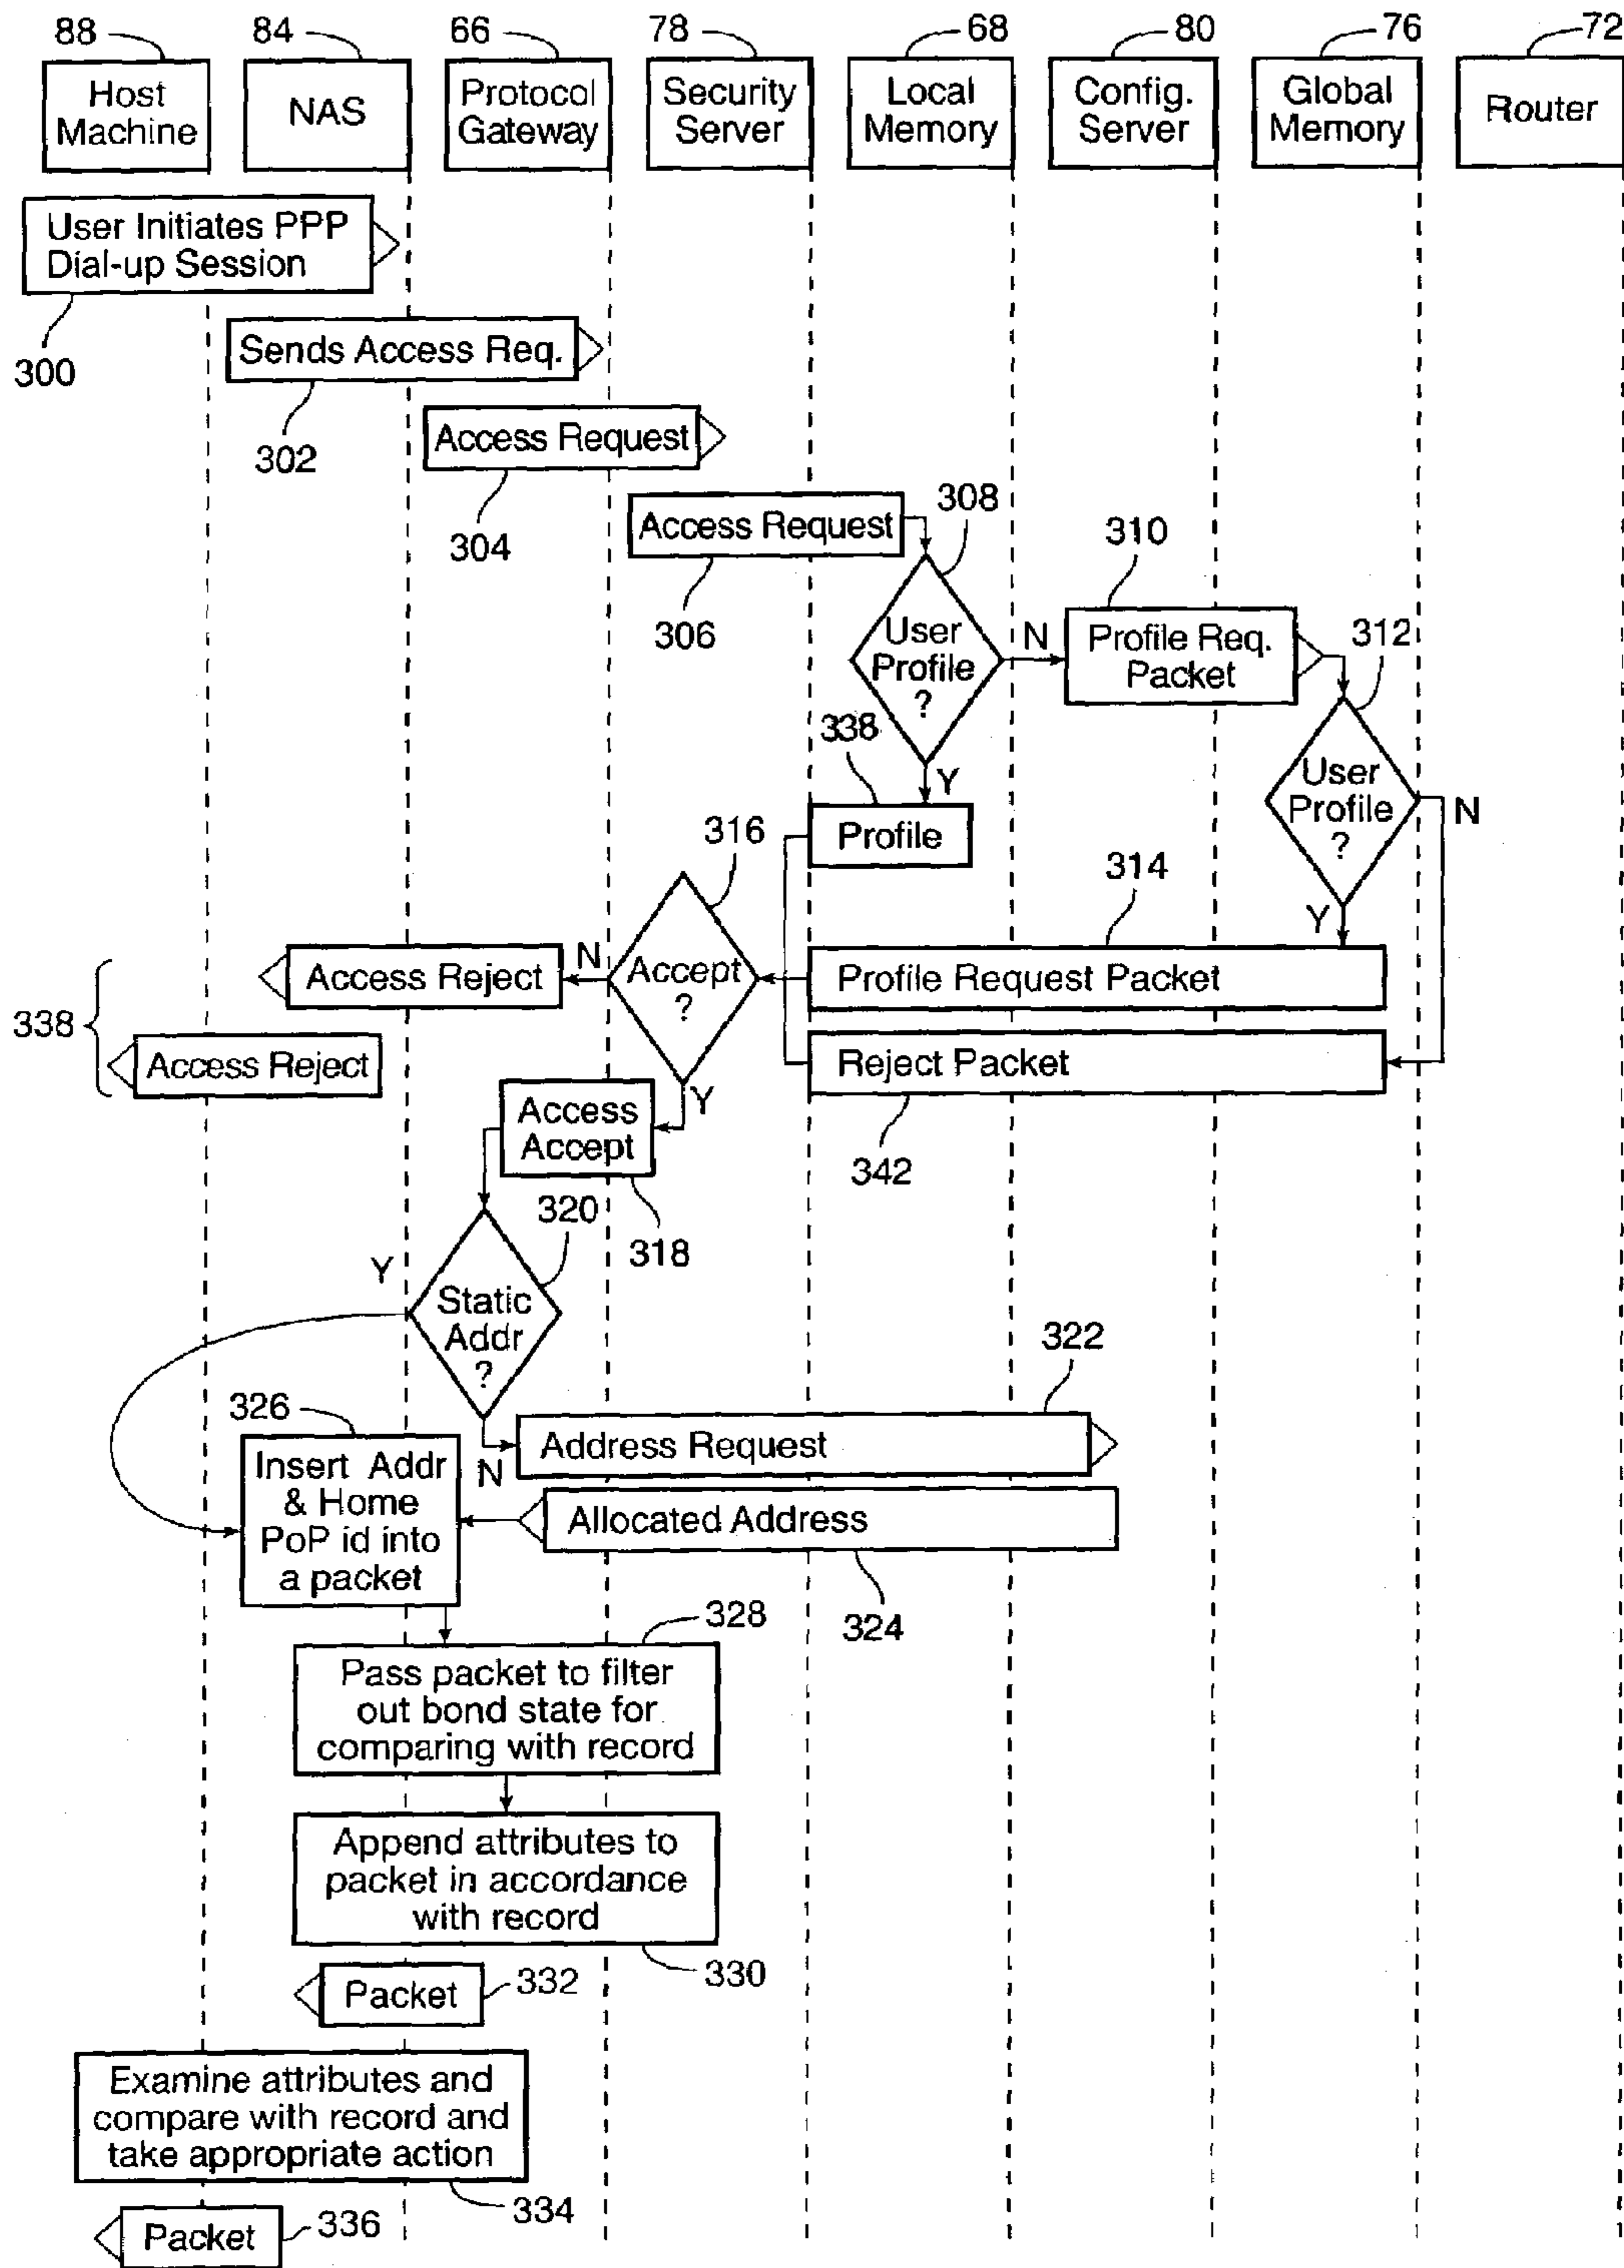 88
84
66
78
68
80
76
72
Host
Machine
NAS
Protocol
Gateway
Security
Server
Local
Memory
Config.
Server
Global
Memory
Router
User Initiates PPP
Dial-up Session
300
Sends Access Req.
302
Access Request
304
Access Request
306
308
User
Profile
?
N
Y
310
Profile Req.
Packet
312
User
Profile
?
N
Y
338
Profile
314
Profile Request Packet
316
Accept
?
N
Y
Access Reject
338
Access Reject
Reject Packet
342
Access
Accept
318
320
Static
Addr
?
Y
N
322
Address Request
Allocated Address
324
326
Insert Addr
& Home
PoP id into
a packet
328
Pass packet to filter
out bond state for
comparing with record
Append attributes to
packet in accordance
with record
330
Packet
332
Examine attributes and
compare with record and
take appropriate action
334
Packet
336